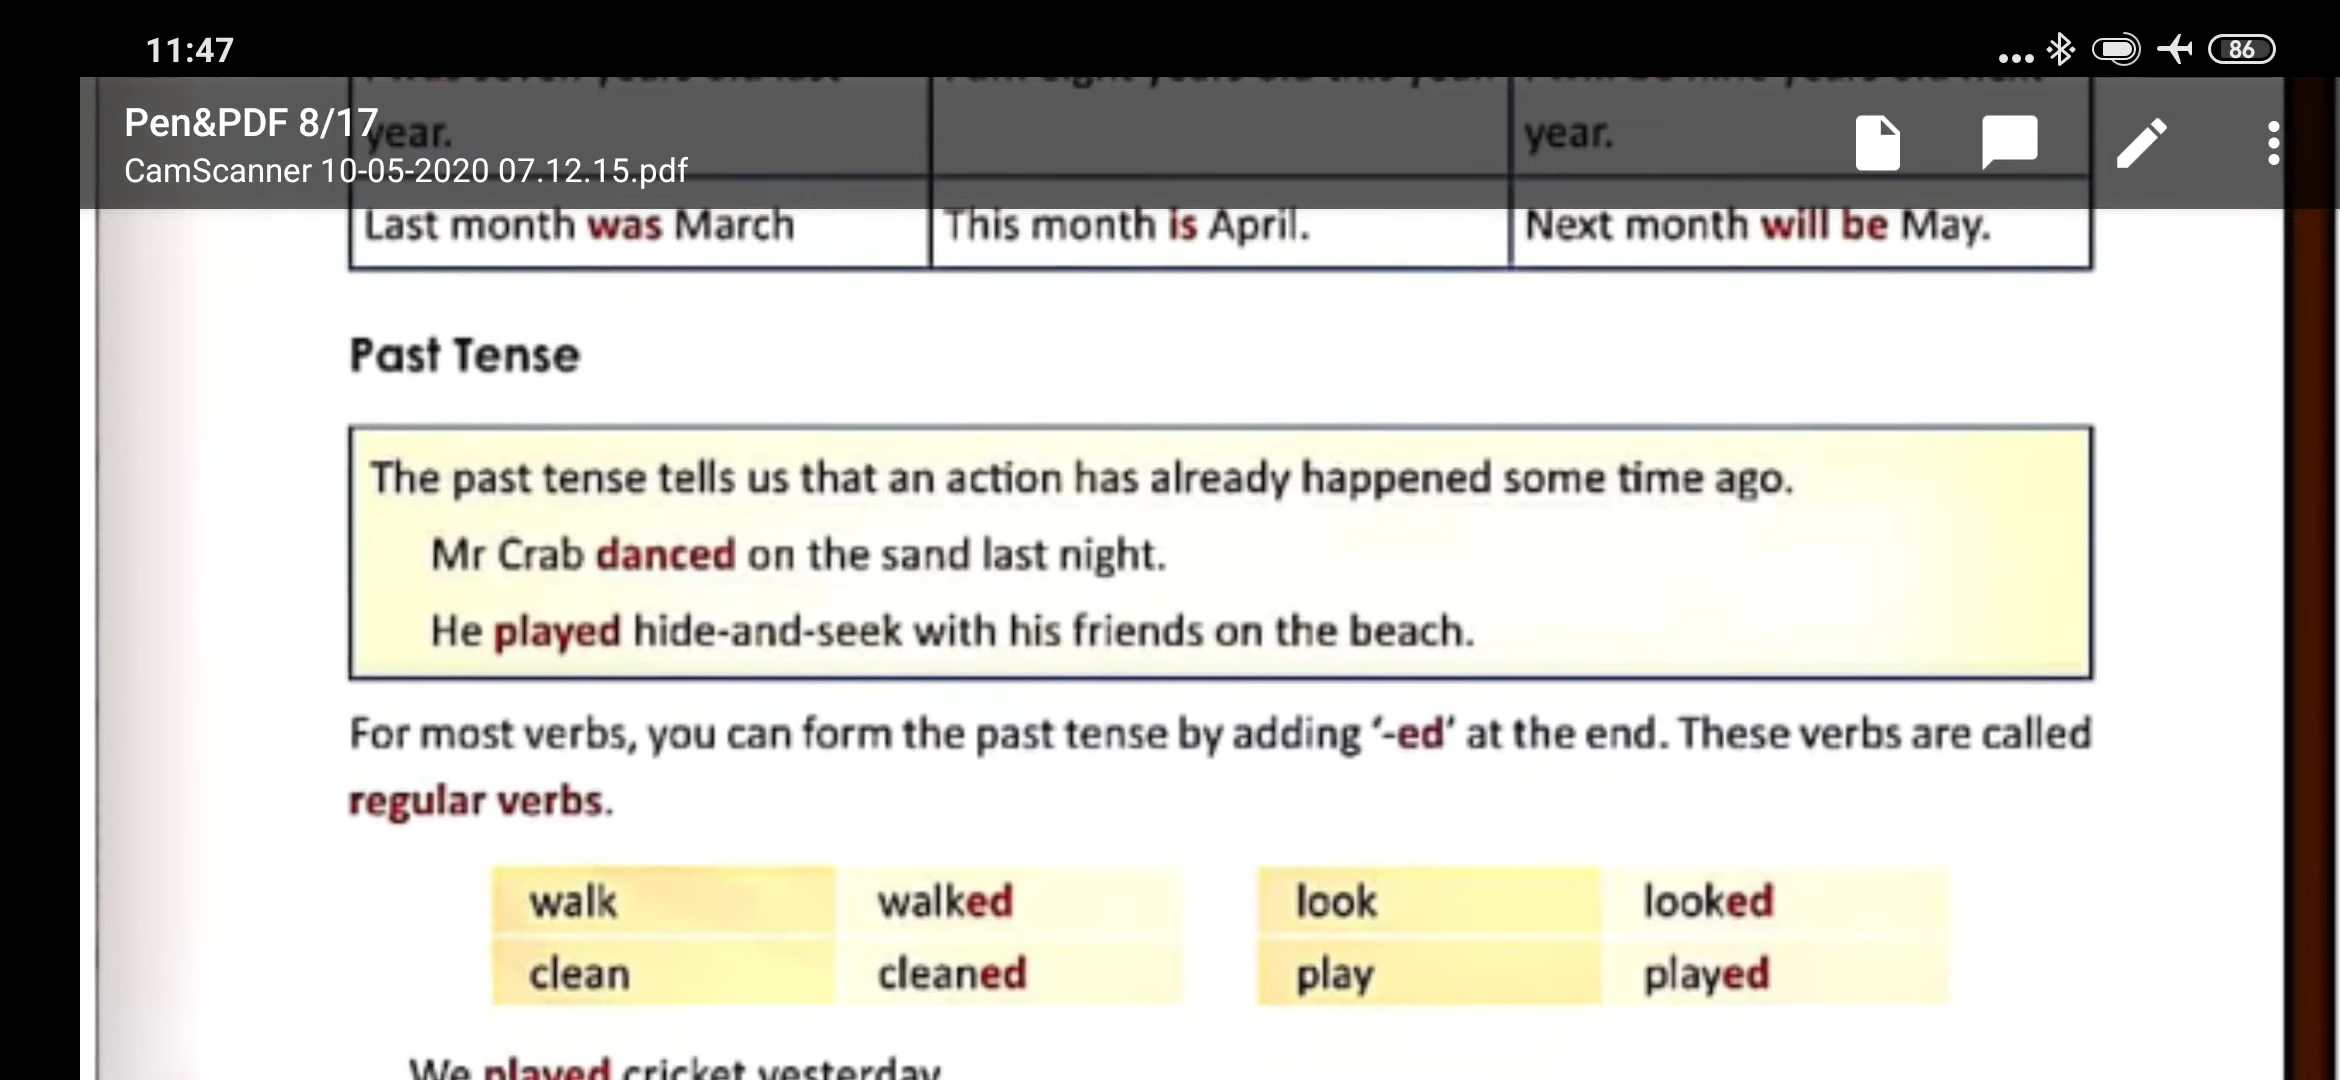 11:47
86
Pen&PDF 8/17
CamScanner 10-05-2020 07.12.15.pdf
year.
year.
Last month was March
This month is April.
Next month will be May.
Past Tense
The past tense tells us that an action has already happened some time ago.
Mr Crab danced on the sand last night.
He played hide-and-seek with his friends on the beach.
For most verbs, you can form the past tense by adding ‘-ed’ at the end. These verbs are called
regular verbs.
walk walked look looked
clean cleaned play played
We played cricket yesterday